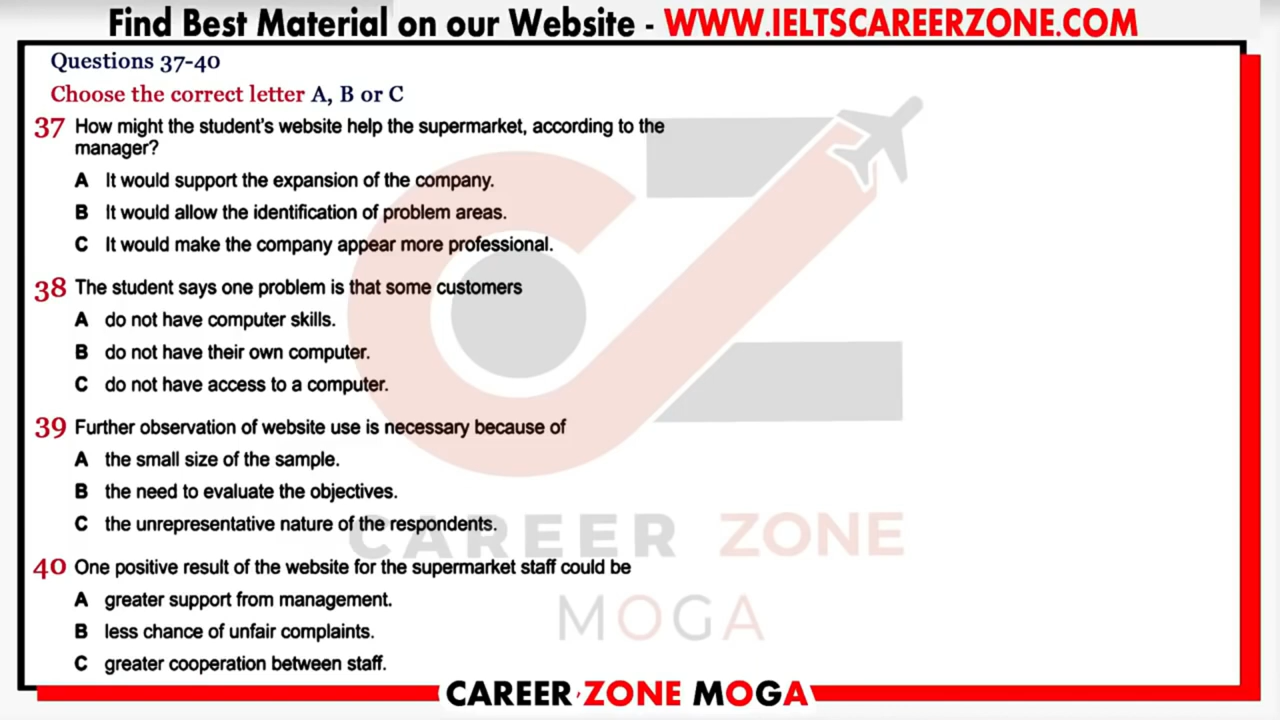 Find Best Material on our Website - WWW.IELTSCAREERZONE.COM
Questions 37-40
Choose the correct letter A, B or C
37 How might the student's website help the supermarket, according to the
manager?
A It would support the expansion of the company.
B It would allow the identification of problem areas.
C It would make the company appear more professional.
38 The student says one problem is that some customers
A do not have computer skills.
B do not have their own computer.
C do not have access to a computer.
39 Further observation of website use is necessary because of
A the small size of the sample.
B the need to evaluate the objectives.
C the unrepresentative nature of the respondents.
CAREER ZONE
40 One positive result of the website for the supermarket staff could be
A greater support from management.
B less chance of unfair complaints.
MOGA
C greater cooperation between staff.
CAREER ZONE MOGA